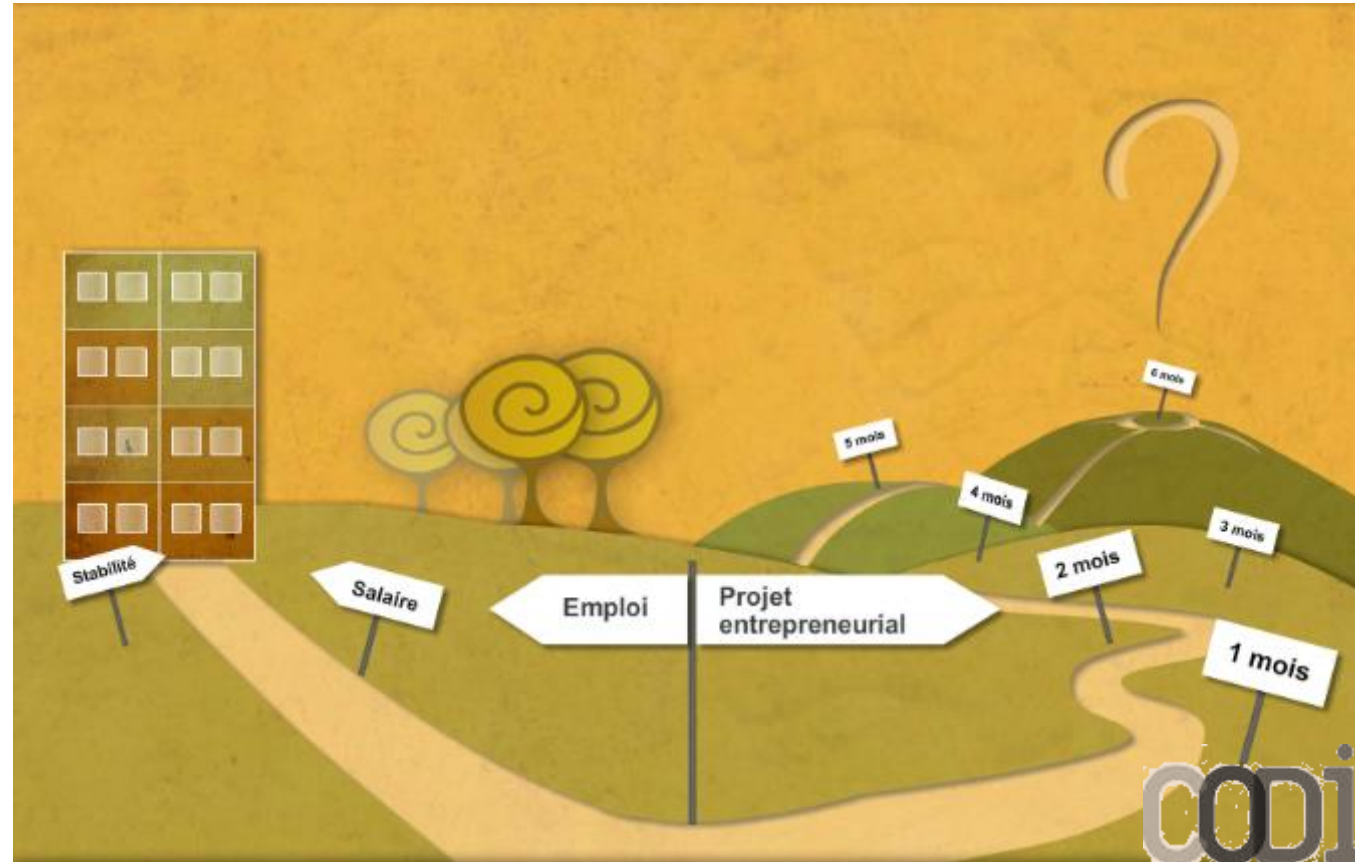 6 mois
5 mois
4 mois
3 mois
2 mois
Stabilité
Salaire
Emploi
Projet
entrepreneurial
1 mois
CODi